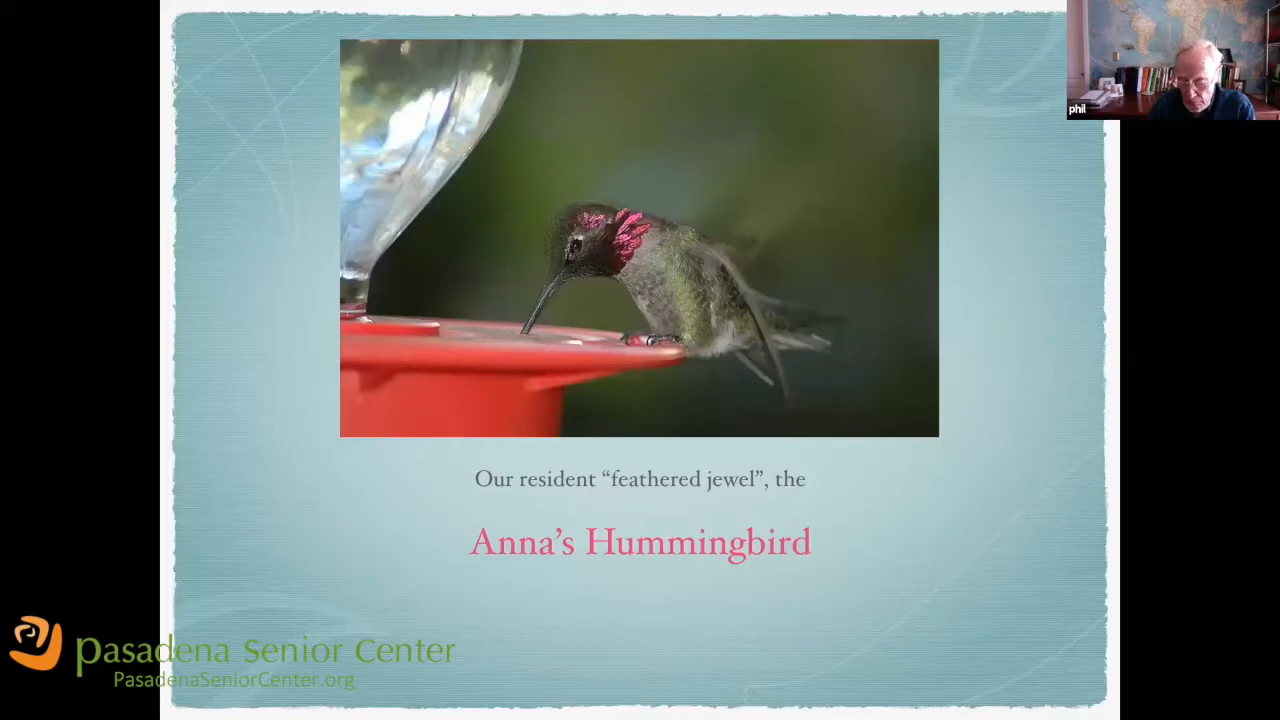 phil
Our resident “feathered jewel”, the
Anna’s Hummingbird
Pasadena Senior Center
PasadenaSeniorCenter.org